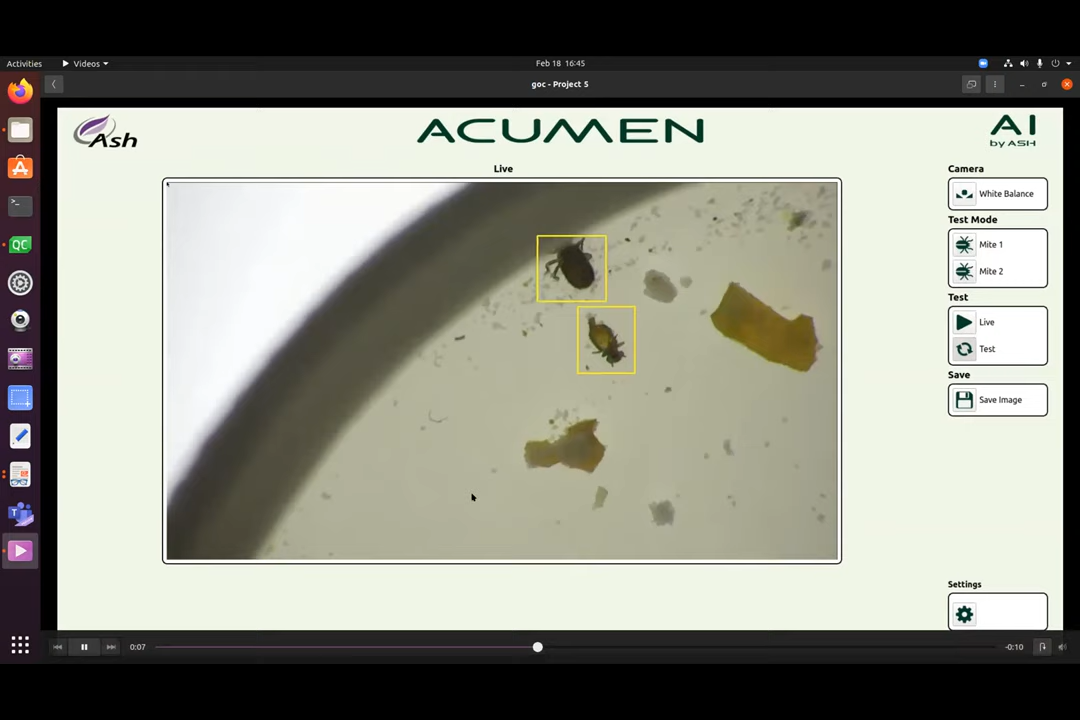 Activities
Videos
Feb 18 16:45
goc - Project 5
Ash
ACUMEN
AI
by ASH
Live
Camera
White Balance
Test Mode
Mite 1
Mite 2
Test
Live
Test
Save
Save Image
Settings
QC
0:07
-0:10